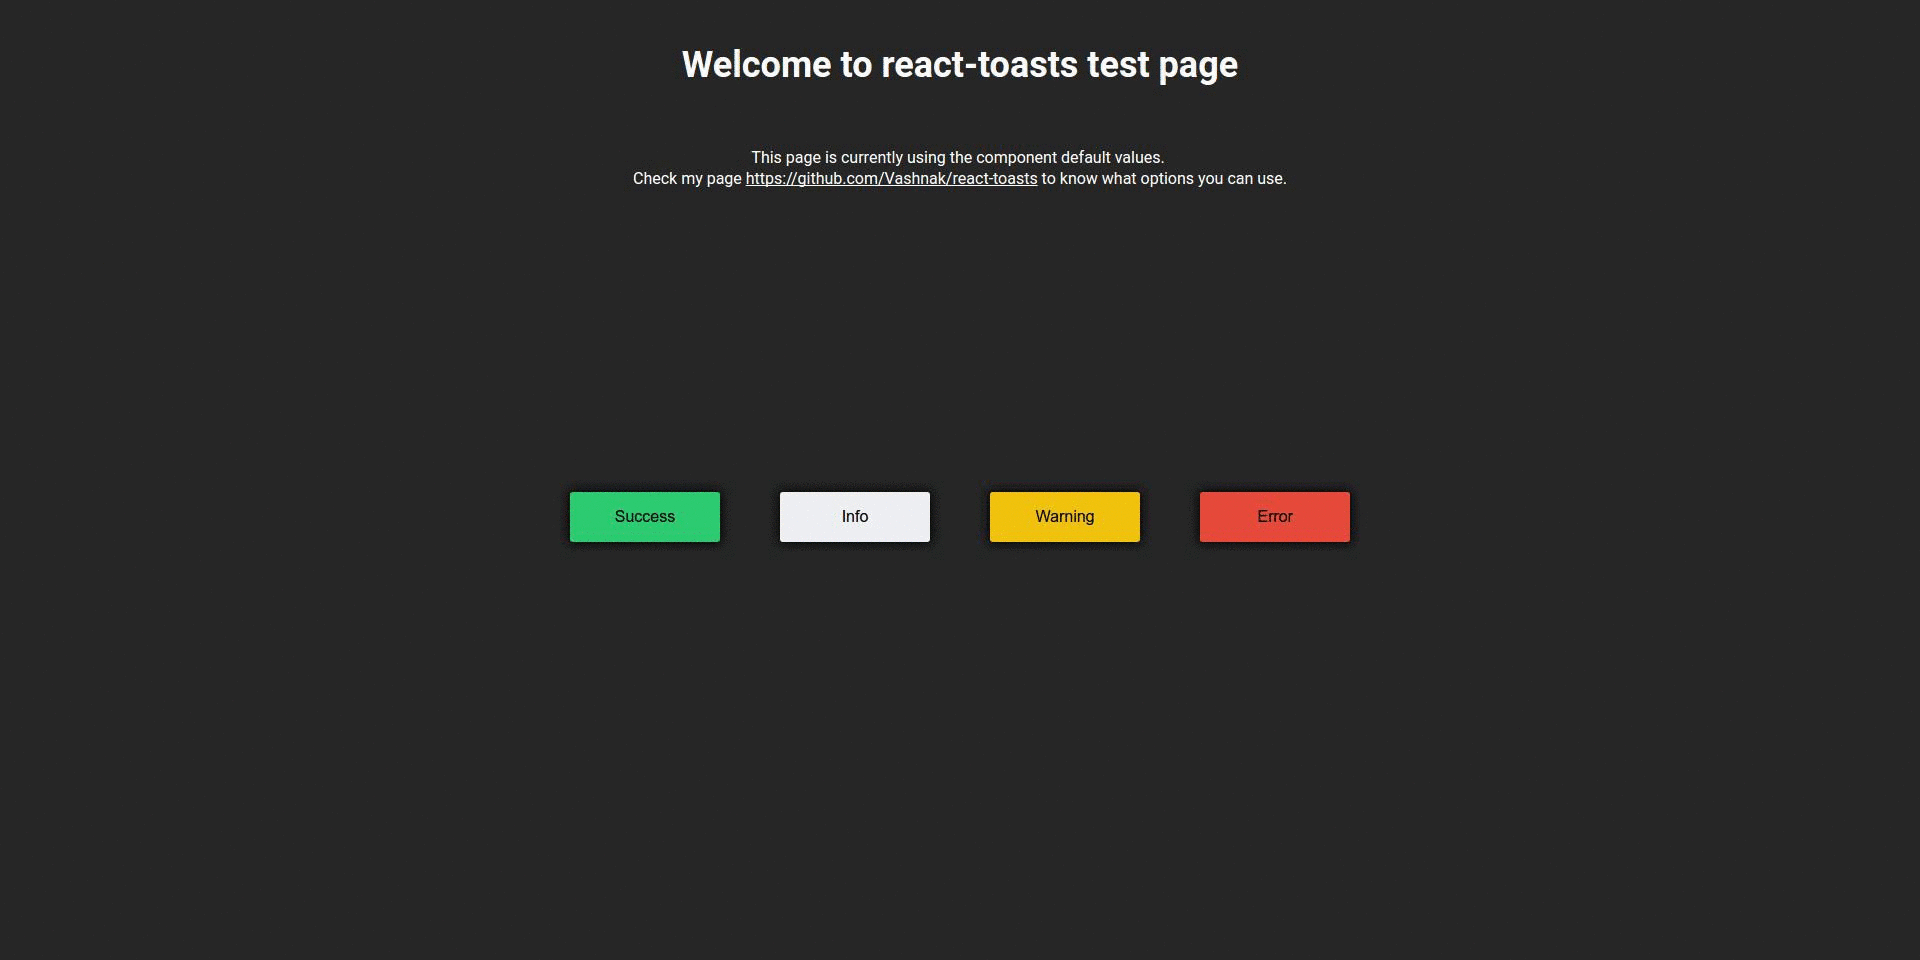 Welcome to react-toasts test page
This page is currently using the component default values.
Check my page https://github.com/Vashnak/react-toasts to know what options you can use.
Success
Info
Warning
Error